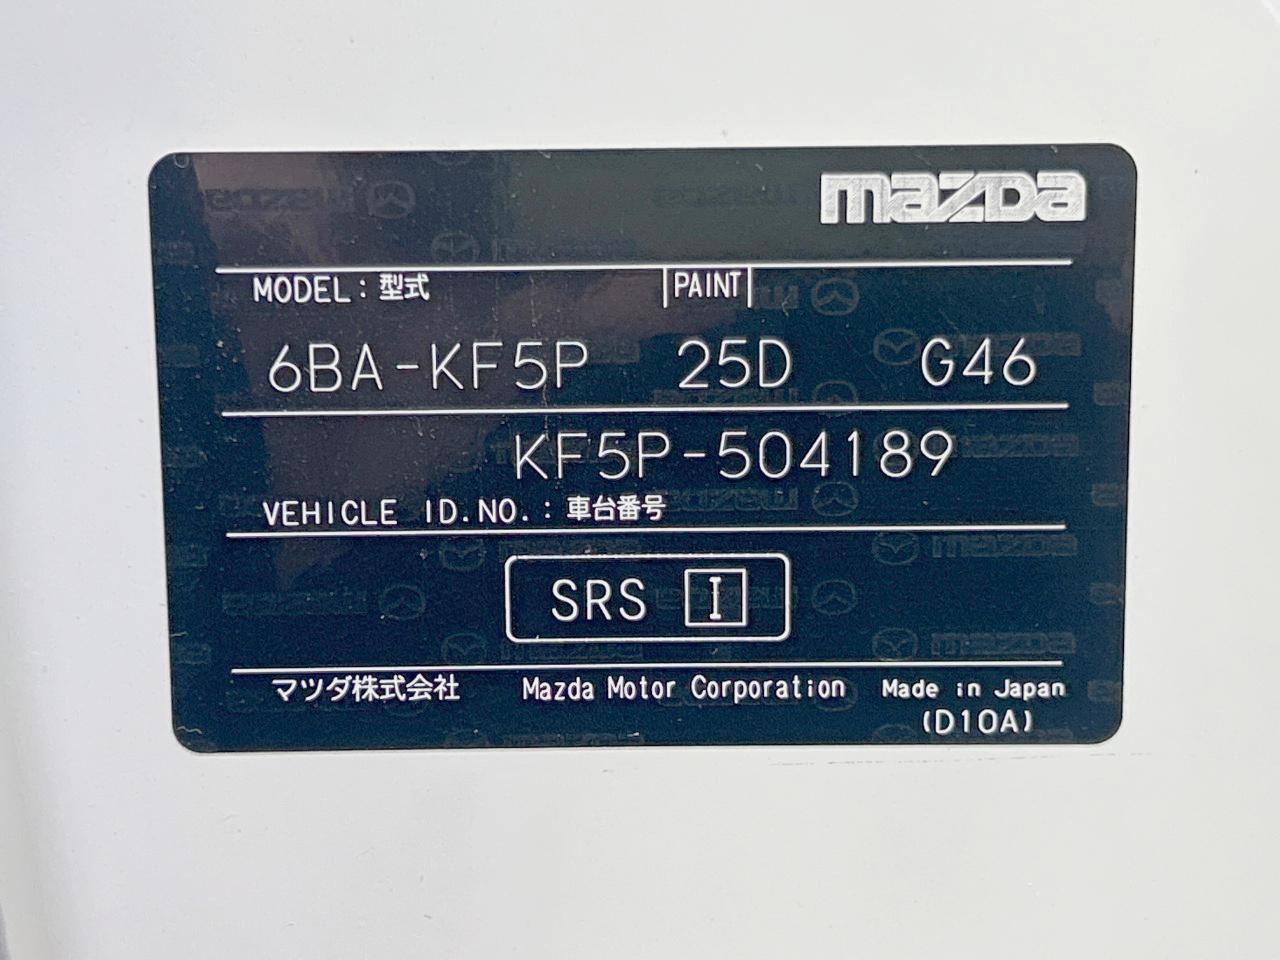 mazda
MODEL : 型式 PAINT
6BA-KF5P 25D G46
KF5P-504189
VEHICLE ID.NO. : 車台番号
SRS I
マツダ株式会社 Mazda Motor Corporation Made in Japan
(D10A)